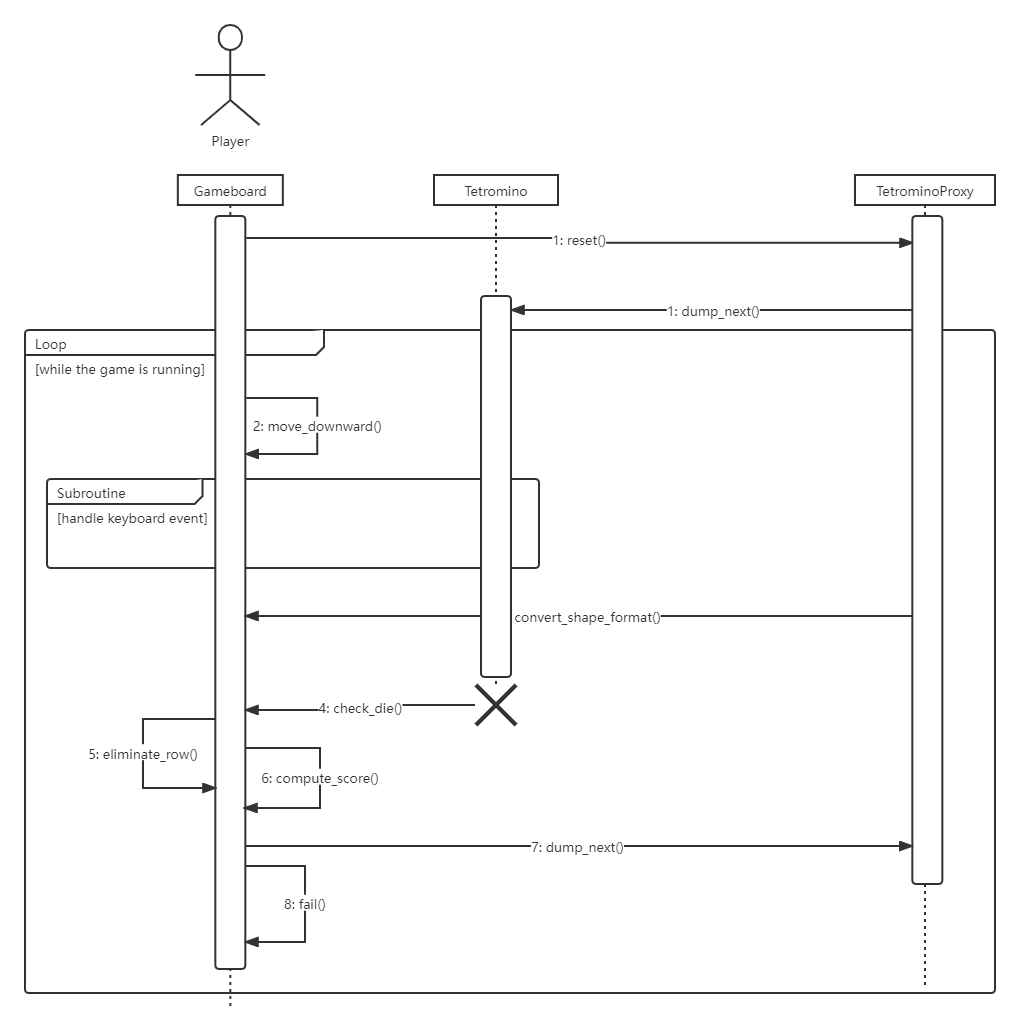 Player
Gameboard
Tetromino
TetrominoProxy
1: reset()
1: dump_next()
Loop
[while the game is running]
2: move_downward()
Subroutine
[handle keyboard event]
convert_shape_format()
4: check_die()
5: eliminate_row()
6: compute_score()
7: dump_next()
8: fail()